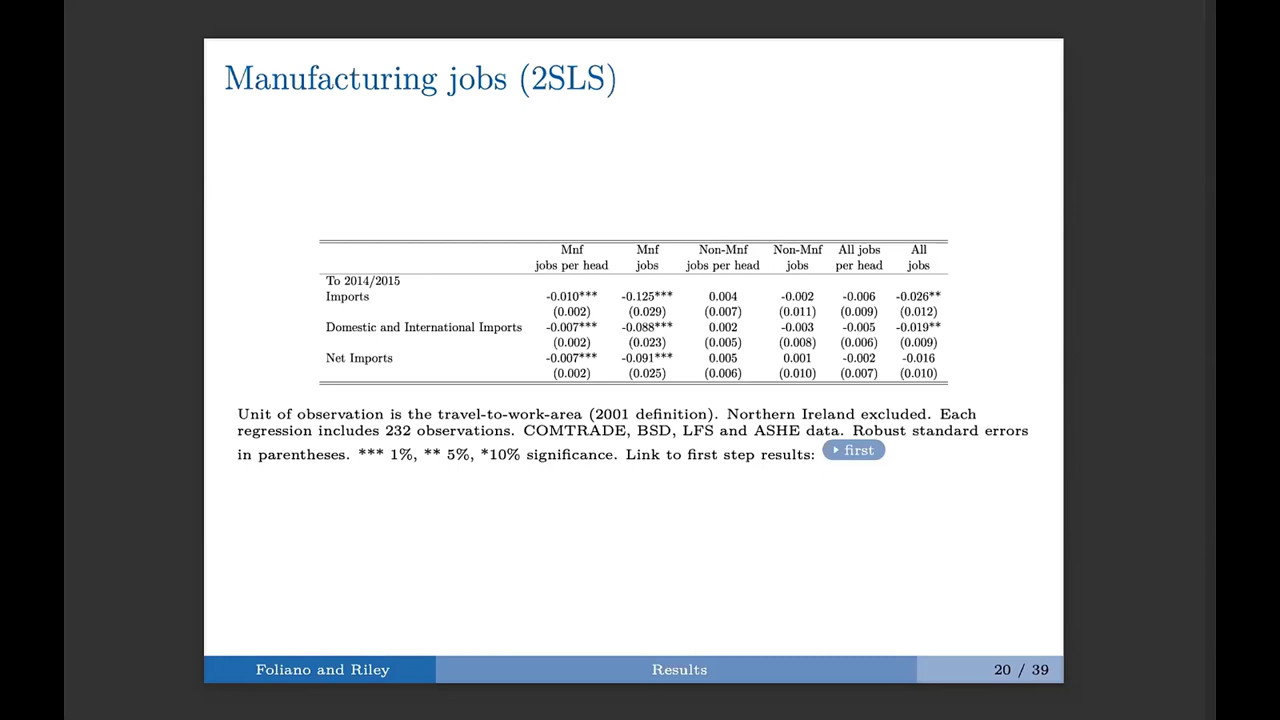 Manufacturing jobs (2SLS)
Mnf Mnf Non-Mnf Non-Mnf All jobs All
jobs per head jobs jobs per head jobs per head jobs
To 2014/2015
Imports -0.010*** -0.125*** 0.004 -0.002 -0.006 -0.026**
(0.002) (0.029) (0.007) (0.011) (0.009) (0.012)
Domestic and International Imports -0.007*** -0.088*** 0.002 -0.003 -0.005 -0.019**
(0.002) (0.023) (0.005) (0.008) (0.006) (0.009)
Net Imports -0.007*** -0.091*** 0.005 0.001 -0.002 -0.016
(0.002) (0.025) (0.006) (0.010) (0.007) (0.010)
Unit of observation is the travel-to-work-area (2001 definition). Northern Ireland excluded. Each
regression includes 232 observations. COMTRADE, BSD, LFS and ASHE data. Robust standard errors
in parentheses. *** 1%, ** 5%, *10% significance. Link to first step results: first
Foliano and Riley Results 20 / 39